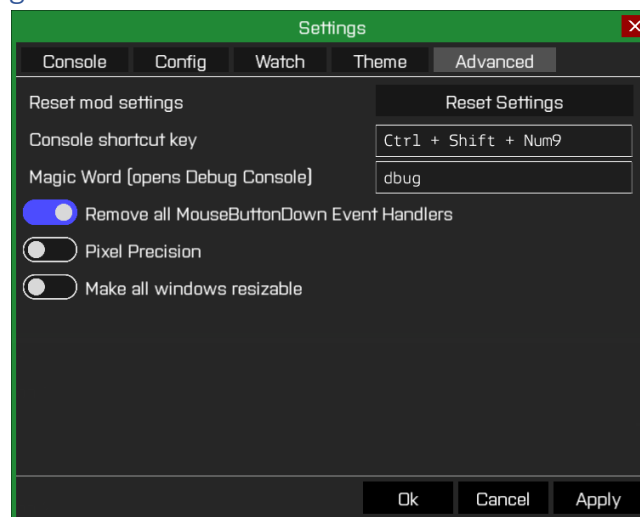 Settings
Console Config Watch Theme Advanced
Reset mod settings Reset Settings
Console shortcut key Ctrl + Shift + Num9
Magic Word (opens Debug Console) dbug
Remove all MouseButtonDown Event Handlers
Pixel Precision
Make all windows resizable
Ok Cancel Apply